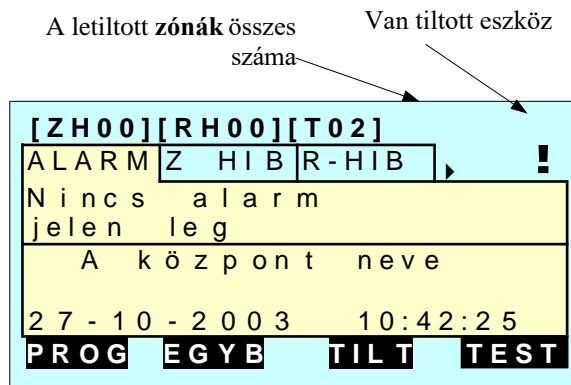 A letiltott zónák összes
száma
Van tiltott eszköz
[ZH00][RH00][T02]
ALARM Z HIB R-HIB !
Nincs alarm
jelen leg
A központ neve
27-10-2003 10:42:25
PROG EGYB TILT TEST